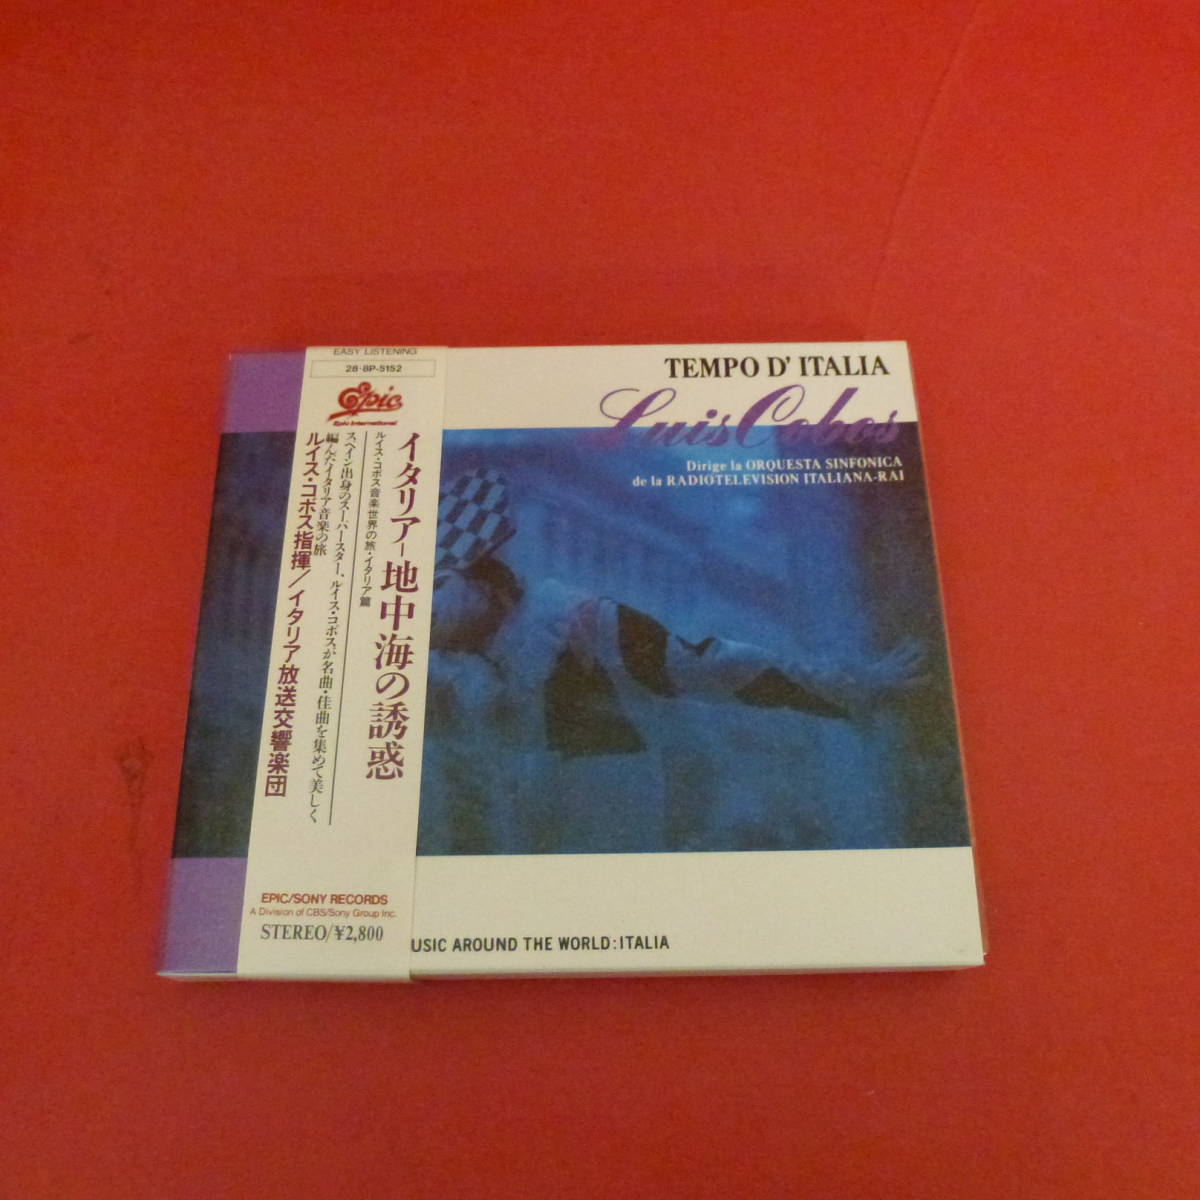 EASY LISTENING
28・8P-5152
Epic
Epic International
イタリア-地中海の誘惑
ルイス・コボス音楽世界の旅・イタリア篇
スペイン出身のスーパースター、ルイス・コボスが名曲・佳曲を集めて美しく
編んだイタリア音楽の旅
ルイス・コボス指揮/イタリア放送交響楽団
EPIC/SONY RECORDS
A Division of CBS/Sony Group Inc.
STEREO/¥2,800
TEMPO D' ITALIA
Luis Cobos
Dirige la ORQUESTA SINFONICA
de la RADIOTELEVISION ITALIANA-RAI
USIC AROUND THE WORLD:ITALIA